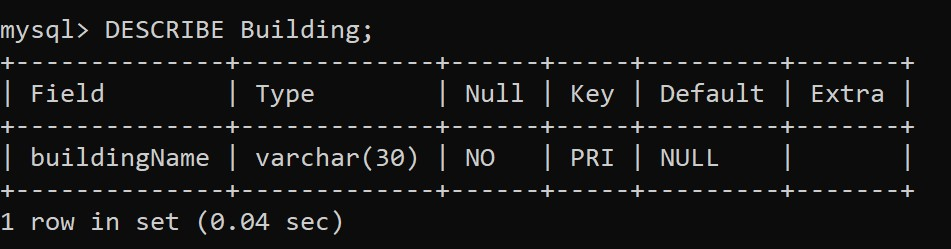 mysql> DESCRIBE Building;
+--------------+-------------+------+-----+---------+-------+
| Field        | Type        | Null | Key | Default | Extra |
+--------------+-------------+------+-----+---------+-------+
| buildingName | varchar(30) | NO   | PRI | NULL    |       |
+--------------+-------------+------+-----+---------+-------+
1 row in set (0.04 sec)